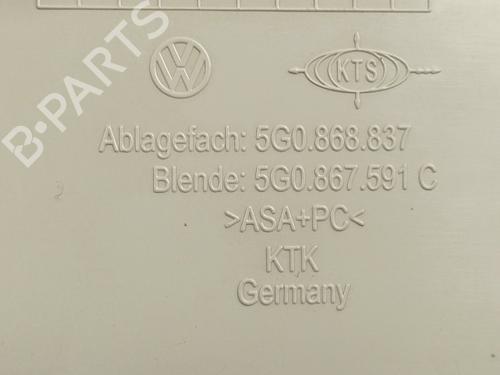 B-PARTS
KTS
Ablagefach: 5G0.868.837
Blende: 5G0.867.591 C
>ASA+PC<
KTK
Germany